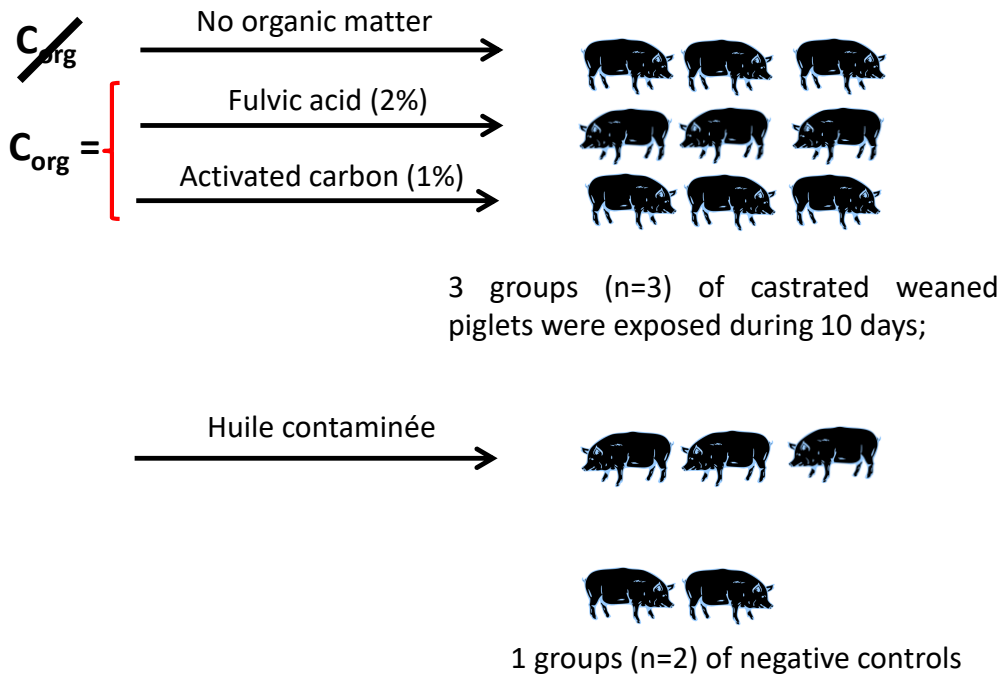 No organic matter
Corg
Fulvic acid (2%)
Corg =
Activated carbon (1%)
3 groups (n=3) of castrated weaned
piglets were exposed during 10 days;
Huile contaminée
1 groups (n=2) of negative controls